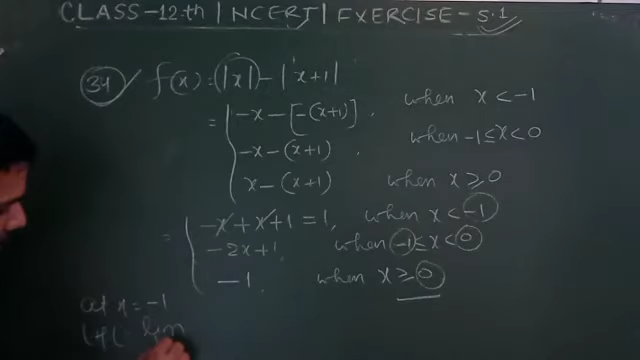 CLASS-12th | NCERT | EXERCISE-5.1
34 f(x) = |x| - |x+1|
= { -x - [-(x+1)], when x < -1
-x - (x+1), when -1 ≤ x < 0
x - (x+1) when x ≥ 0
= { -x + x + 1 = 1, when x < -1
-2x+1, when -1 ≤ x < 0
-1. when x ≥ 0
at x = -1
LHL lim